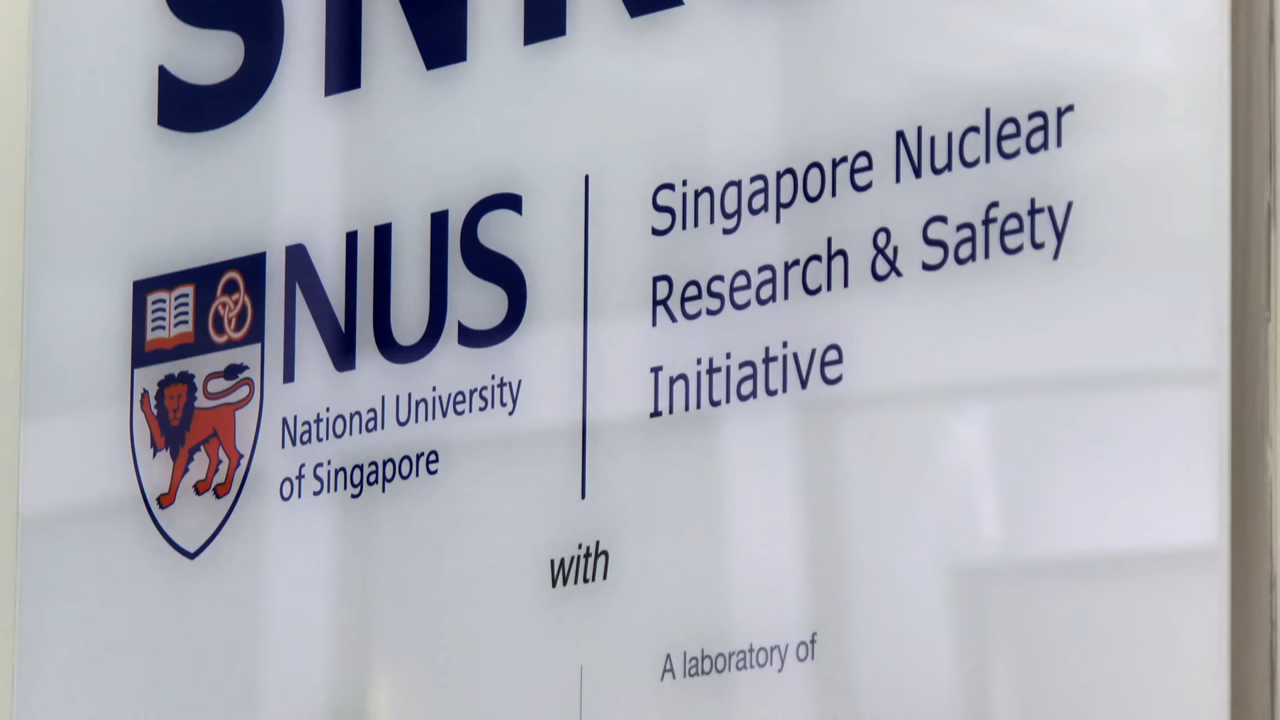 NUS
National University
of Singapore
Singapore Nuclear
Research & Safety
Initiative
with
A laboratory of